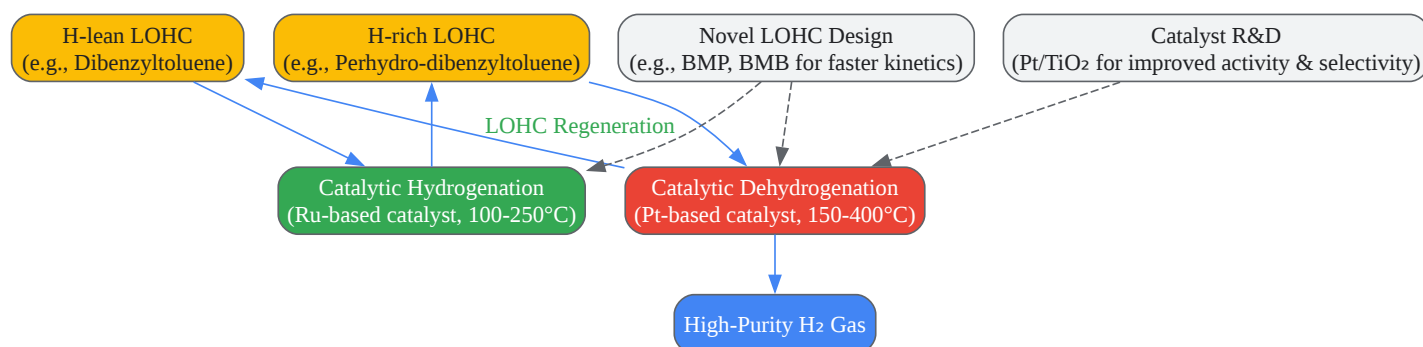 H-lean LOHC
(e.g., Dibenzyltoluene)
H-rich LOHC
(e.g., Perhydro-dibenzyltoluene)
Novel LOHC Design
(e.g., BMP, BMB for faster kinetics)
Catalyst R&D
(Pt/TiO₂ for improved activity & selectivity)
LOHC Regeneration
Catalytic Hydrogenation
(Ru-based catalyst, 100-250°C)
Catalytic Dehydrogenation
(Pt-based catalyst, 150-400°C)
High-Purity H₂ Gas